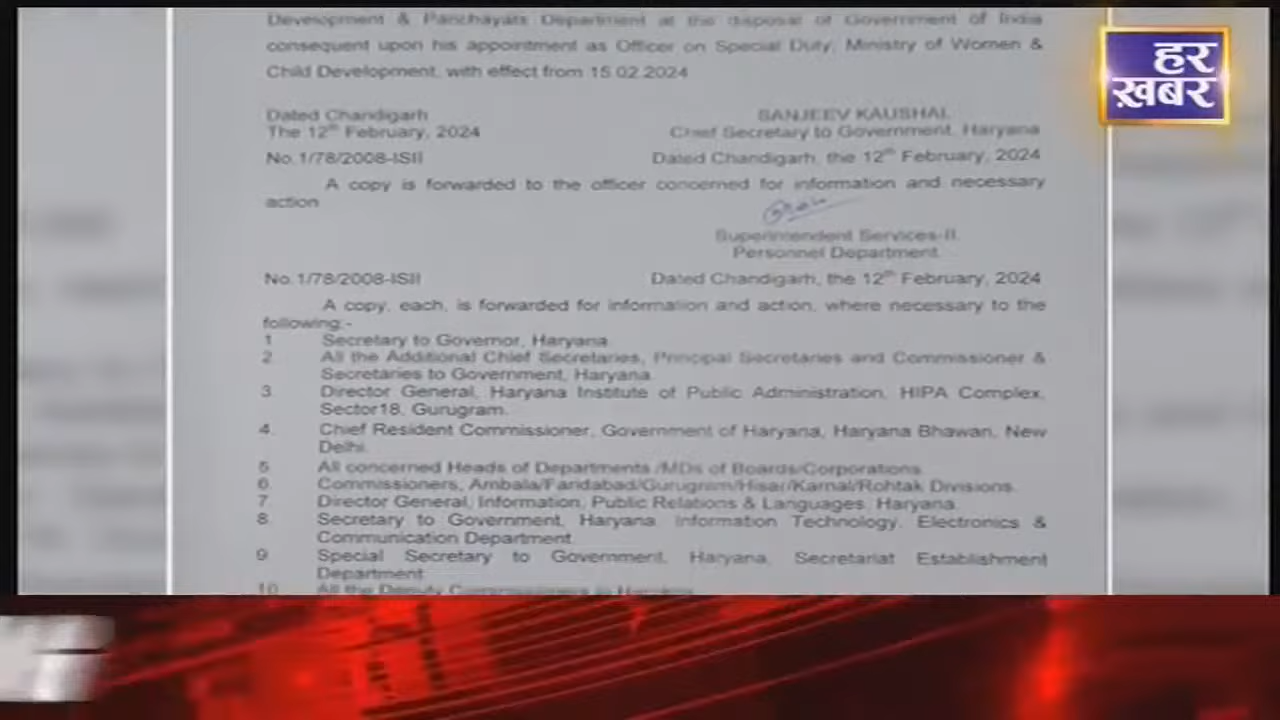 Development & Panchayats Department at the disposal of Government of India
consequent upon his appointment as Officer on Special Duty, Ministry of Women &
Child Development, with effect from 15.02.2024
Dated Chandigarh
The 12th February, 2024
SANJEEV KAUSHAL
Chief Secretary to Government, Haryana
No.1/78/2008-ISII
Dated Chandigarh, the 12th February, 2024
A copy is forwarded to the officer concerned for information and necessary
action
Superintendent Services-II
Personnel Department
No.1/78/2008-ISII
Dated Chandigarh, the 12th February, 2024
A copy, each, is forwarded for information and action, where necessary to the
following:-
1 Secretary to Governor, Haryana
2. All the Additional Chief Secretaries, Principal Secretaries and Commissioner &
Secretaries to Government, Haryana
3. Director General, Haryana Institute of Public Administration, HIPA Complex,
Sector18, Gurugram.
4. Chief Resident Commissioner, Government of Haryana, Haryana Bhawan, New
Delhi.
5 All concerned Heads of Departments /MDs of Boards/Corporations
6. Commissioners, Ambala/Faridabad/Gurugram/Hisar/Karnal/Rohtak Divisions.
7 Director General, Information, Public Relations & Languages, Haryana
8. Secretary to Government, Haryana, Information Technology, Electronics &
Communication Department.
9 Special Secretary to Government, Haryana, Secretariat Establishment
Department
10. All the Deputy Commissioners in Haryana
हर
ख़बर